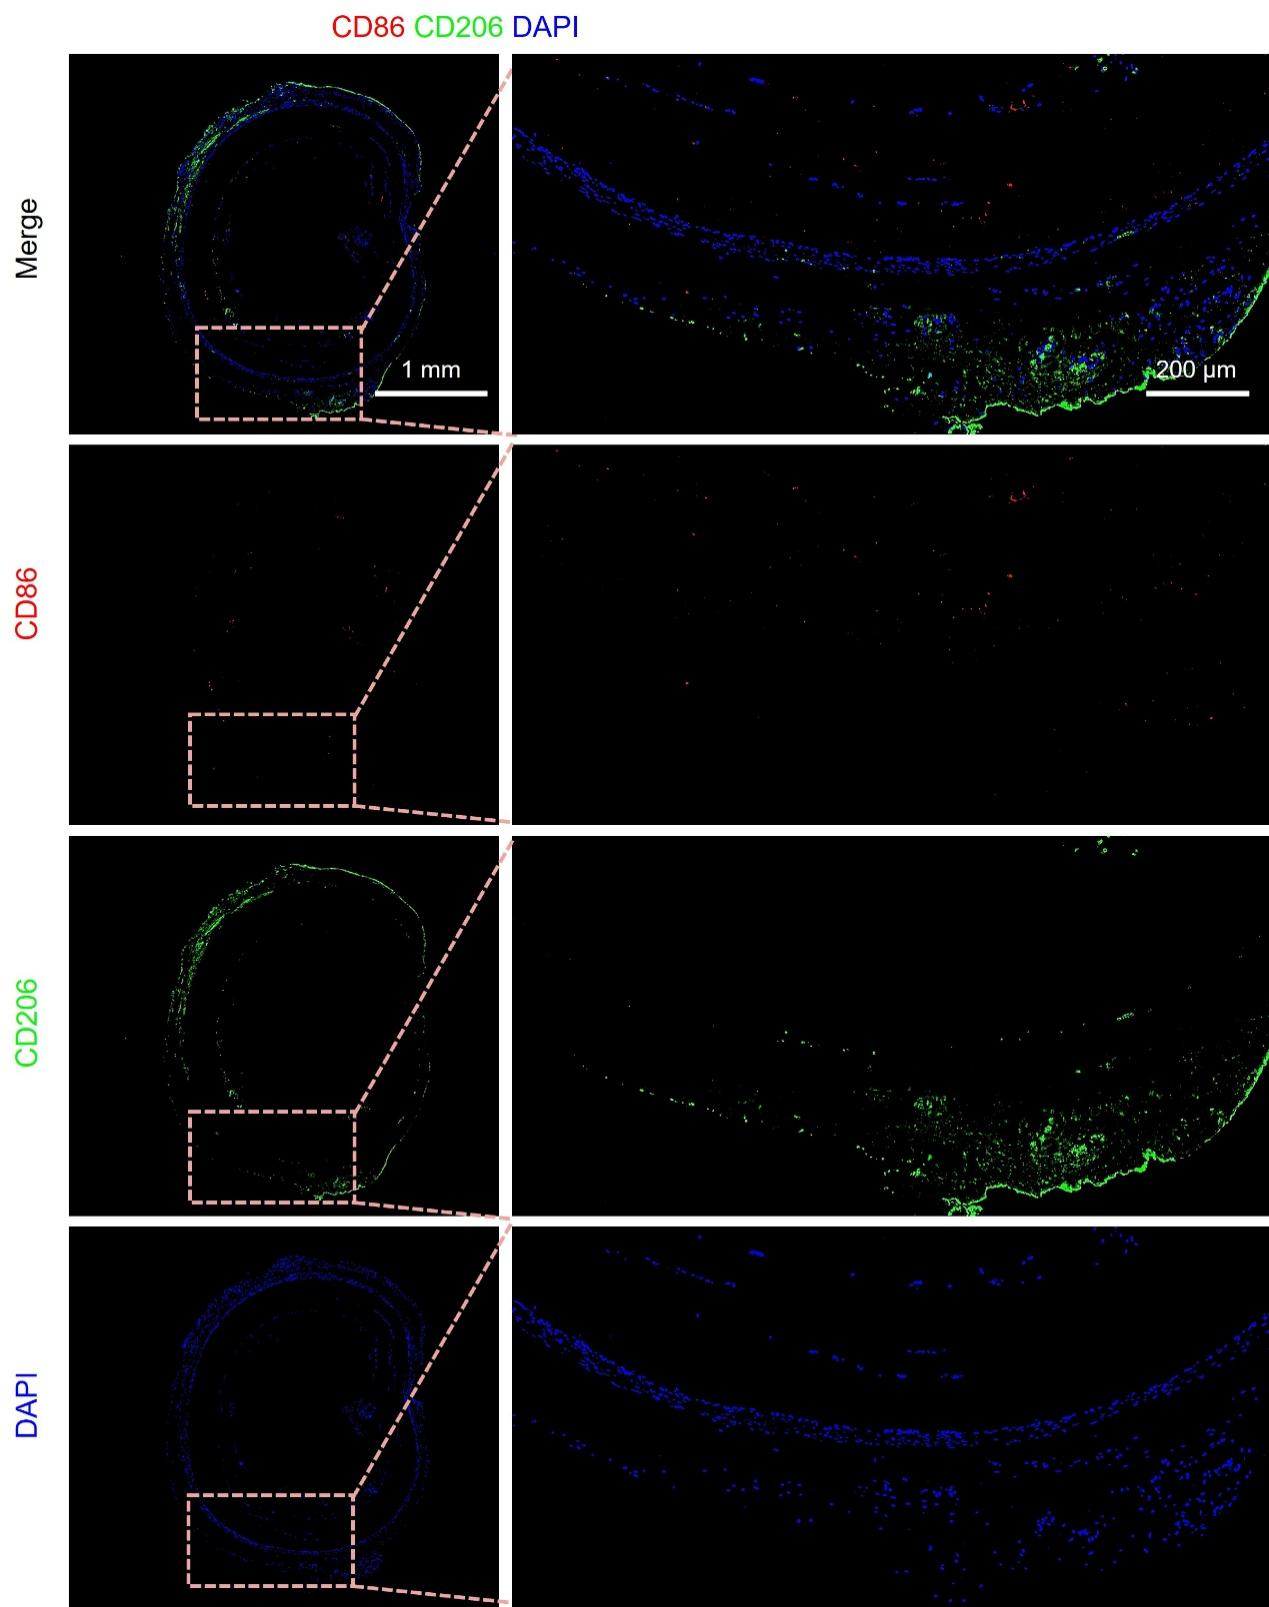 CD86 CD206 DAPI
Merge
1 mm
200 µm
CD86
CD206
DAPI